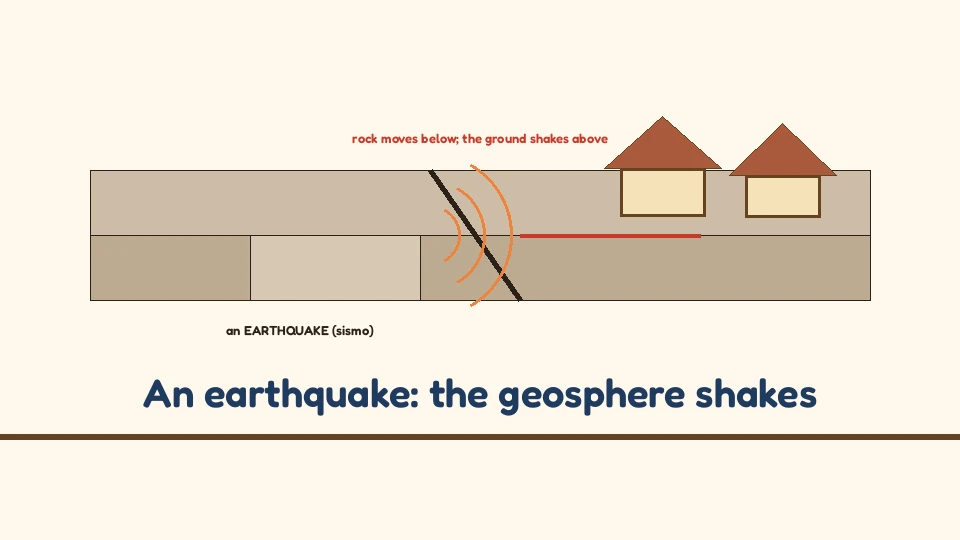 rock moves below; the ground shakes above
an EARTHQUAKE (sismo)
An earthquake: the geosphere shakes